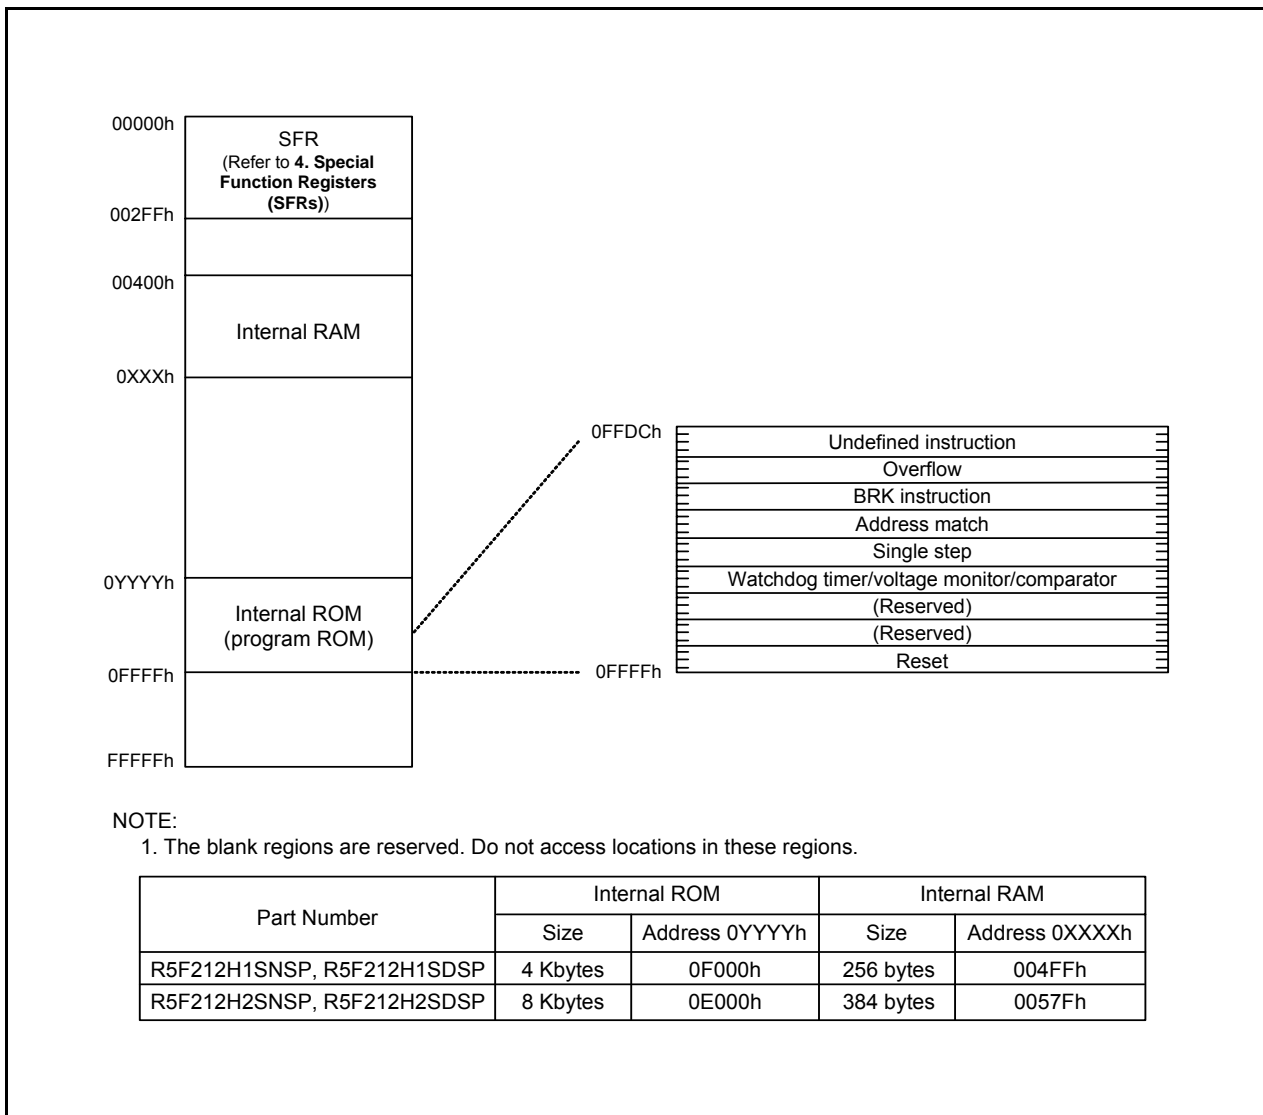 00000h
SFR
(Refer to 4. Special
Function Registers
(SFRs))
002FFh
00400h
Internal RAM
0XXXh
0YYYYh
Internal ROM
(program ROM)
0FFFFh
FFFFFh
0FFDCh
Undefined instruction
Overflow
BRK instruction
Address match
Single step
Watchdog timer/voltage monitor/comparator
(Reserved)
(Reserved)
Reset
0FFFFh
NOTE:
1. The blank regions are reserved. Do not access locations in these regions.
Part Number Internal ROM Internal RAM
Size Address 0YYYYh Size Address 0XXXXh
R5F212H1SNSP, R5F212H1SDSP 4 Kbytes 0F000h 256 bytes 004FFh
R5F212H2SNSP, R5F212H2SDSP 8 Kbytes 0E000h 384 bytes 0057Fh